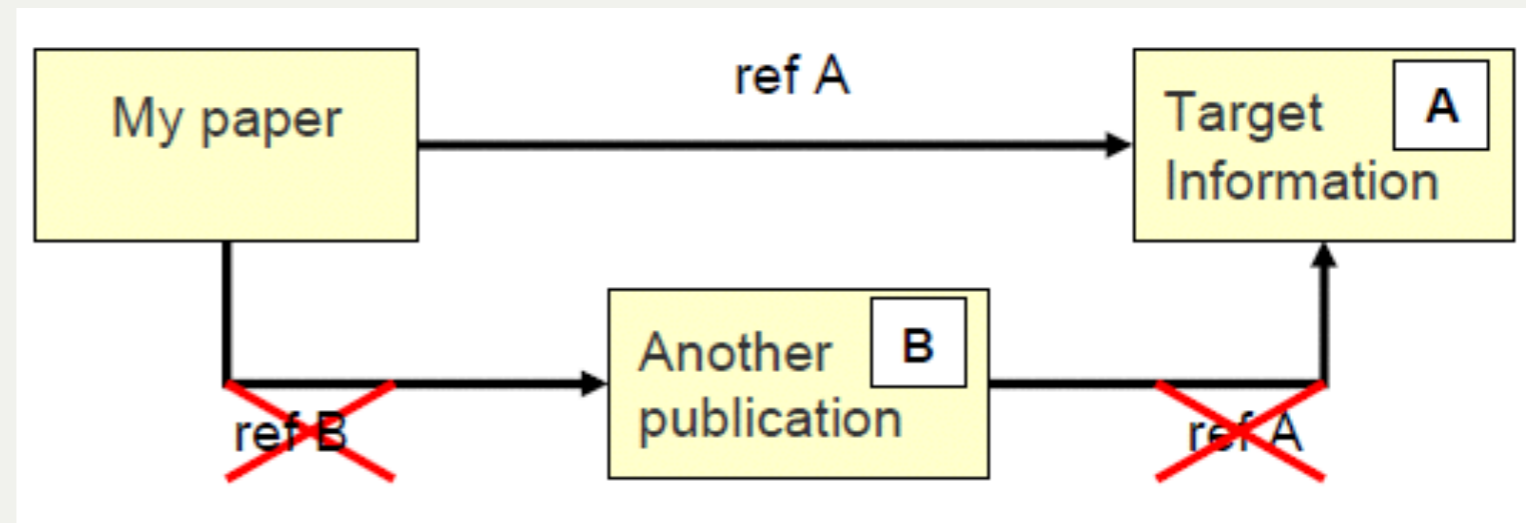 ref A
My paper
Target
Information
A
Another
publication
B
ref B
ref A